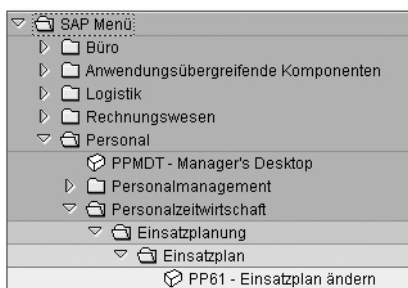 SAP Menü
Büro
Anwendungsübergreifende Komponenten
Logistik
Rechnungswesen
Personal
PPMDT - Manager's Desktop
Personalmanagement
Personalzeitwirtschaft
Einsatzplanung
Einsatzplan
PP61 - Einsatzplan ändern